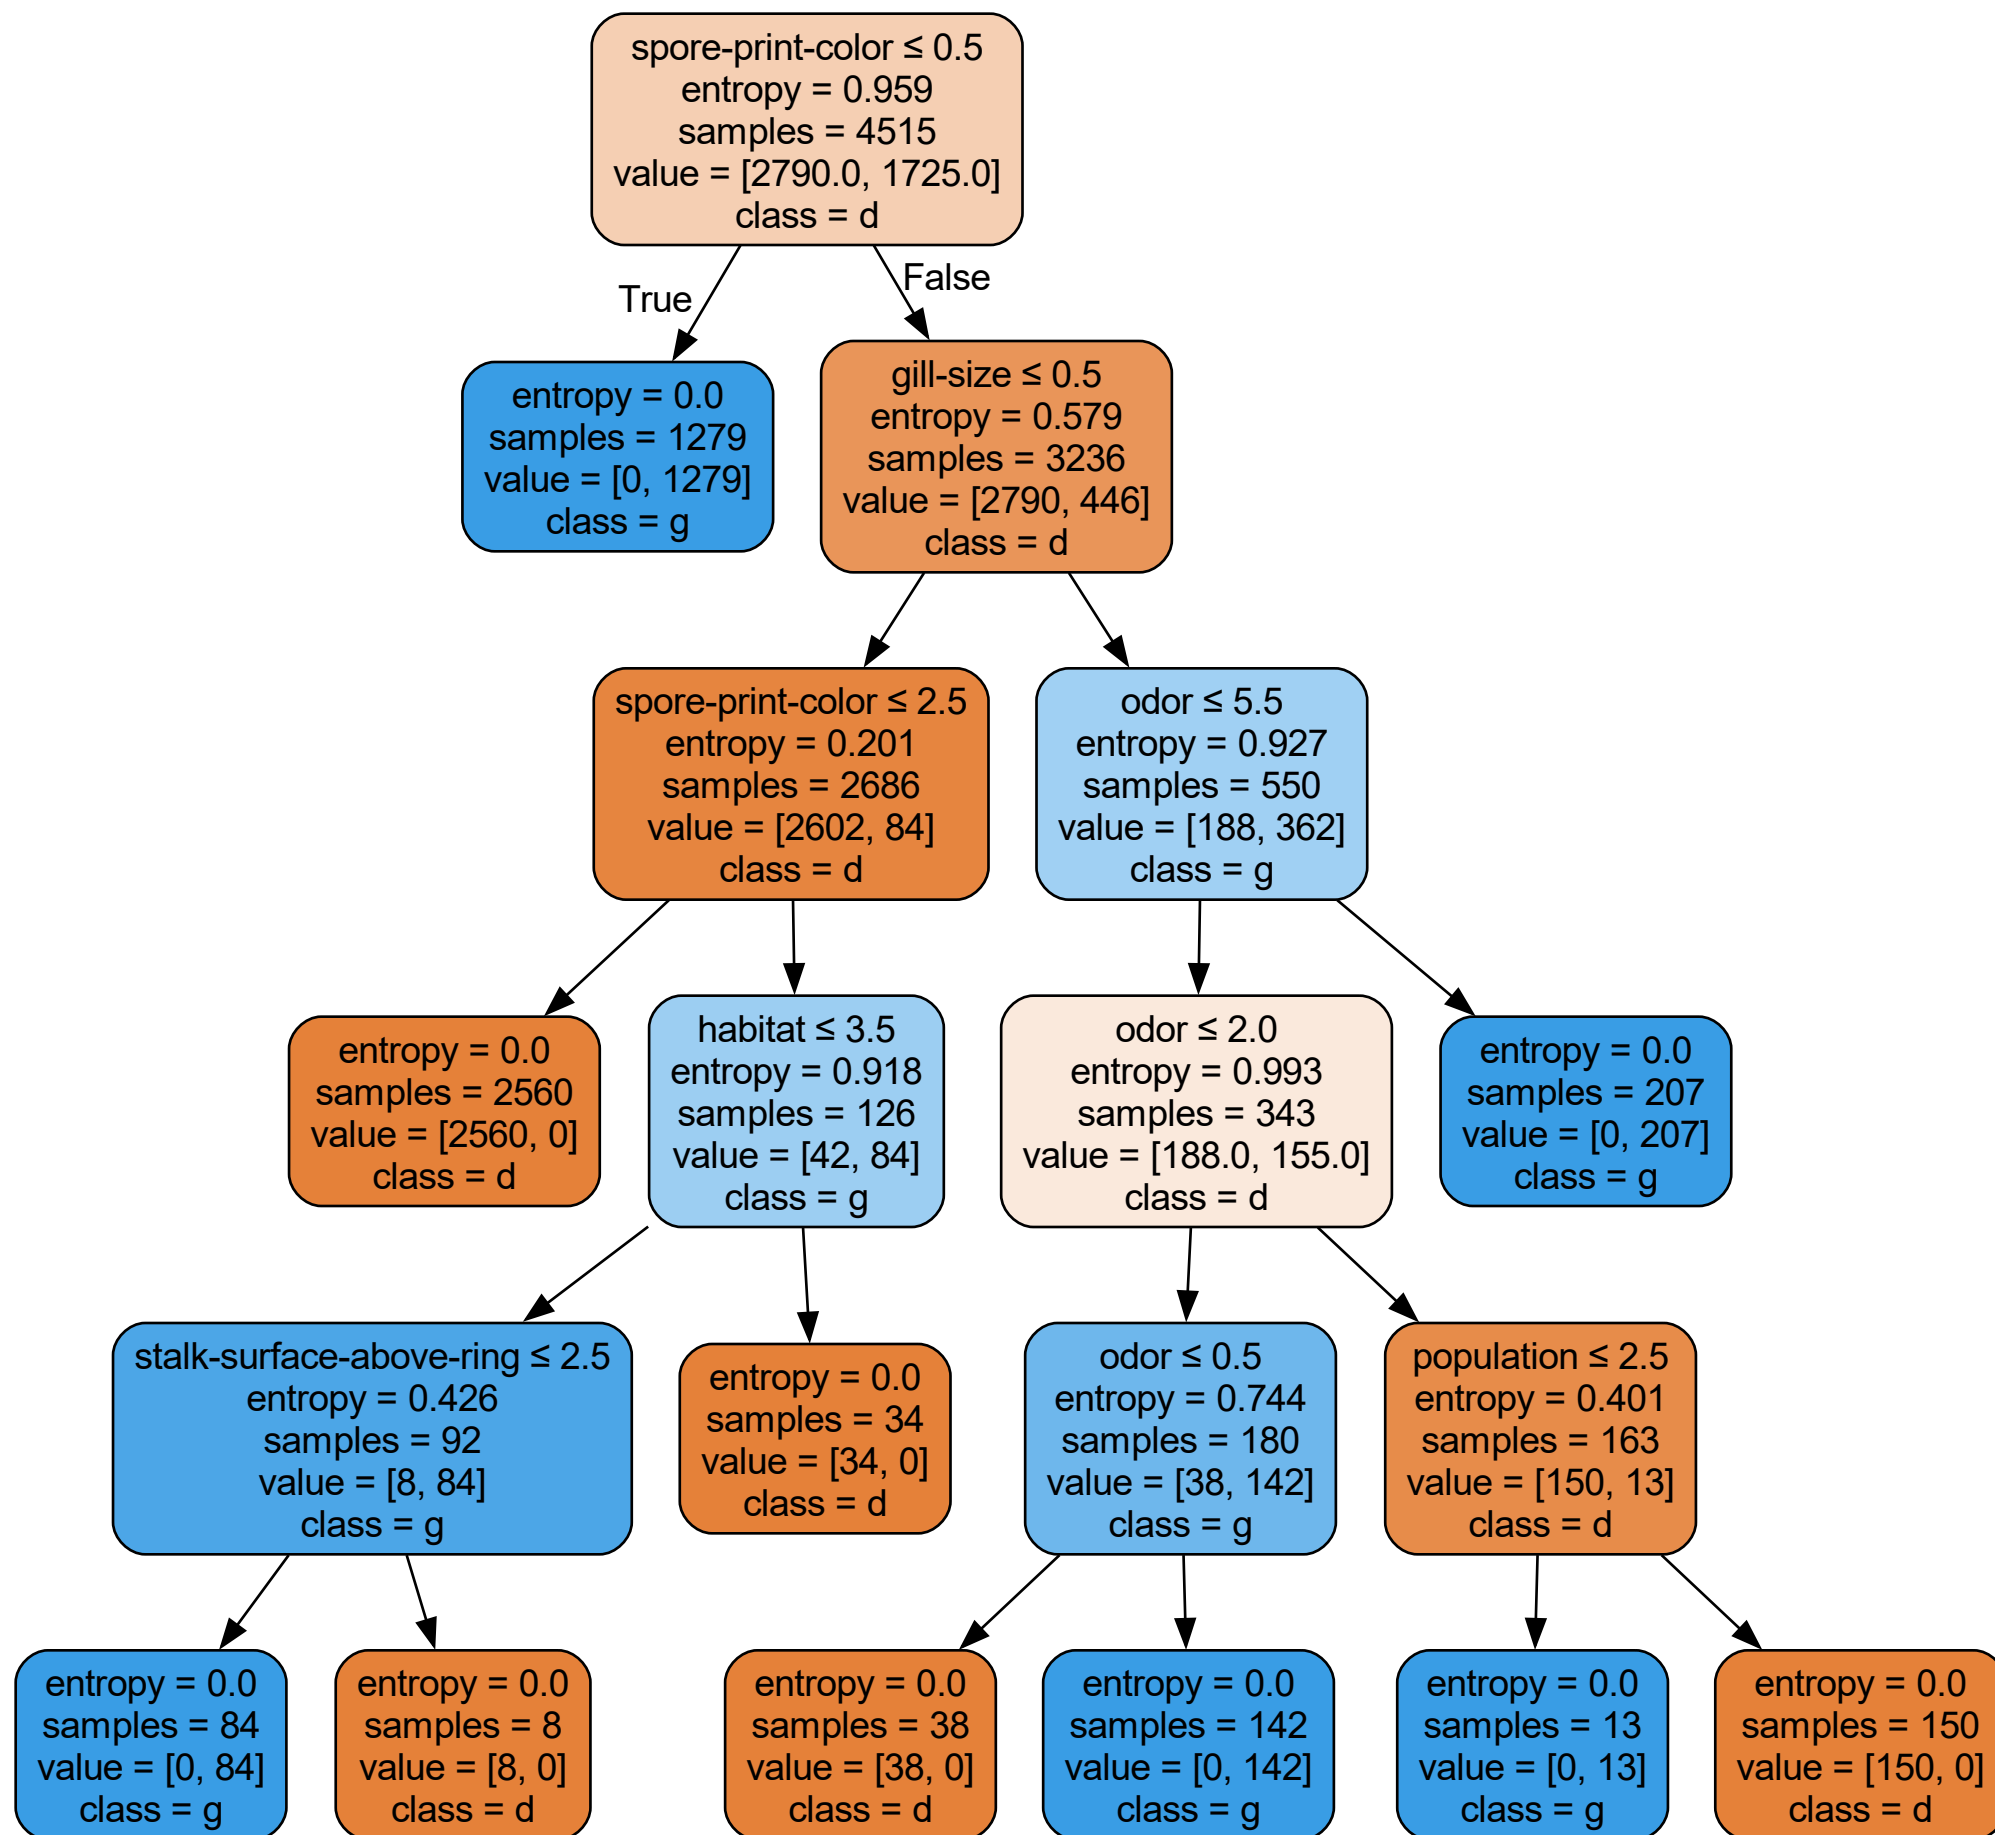 spore-print-color ≤ 0.5
entropy = 0.959
samples = 4515
value = [2790.0, 1725.0]
class = d
True
False
entropy = 0.0
samples = 1279
value = [0, 1279]
class = g
gill-size ≤ 0.5
entropy = 0.579
samples = 3236
value = [2790, 446]
class = d
spore-print-color ≤ 2.5
entropy = 0.201
samples = 2686
value = [2602, 84]
class = d
odor ≤ 5.5
entropy = 0.927
samples = 550
value = [188, 362]
class = g
entropy = 0.0
samples = 2560
value = [2560, 0]
class = d
habitat ≤ 3.5
entropy = 0.918
samples = 126
value = [42, 84]
class = g
odor ≤ 2.0
entropy = 0.993
samples = 343
value = [188.0, 155.0]
class = d
entropy = 0.0
samples = 207
value = [0, 207]
class = g
stalk-surface-above-ring ≤ 2.5
entropy = 0.426
samples = 92
value = [8, 84]
class = g
entropy = 0.0
samples = 34
value = [34, 0]
class = d
odor ≤ 0.5
entropy = 0.744
samples = 180
value = [38, 142]
class = g
population ≤ 2.5
entropy = 0.401
samples = 163
value = [150, 13]
class = d
entropy = 0.0
samples = 84
value = [0, 84]
class = g
entropy = 0.0
samples = 8
value = [8, 0]
class = d
entropy = 0.0
samples = 38
value = [38, 0]
class = d
entropy = 0.0
samples = 142
value = [0, 142]
class = g
entropy = 0.0
samples = 13
value = [0, 13]
class = g
entropy = 0.0
samples = 150
value = [150, 0]
class = d